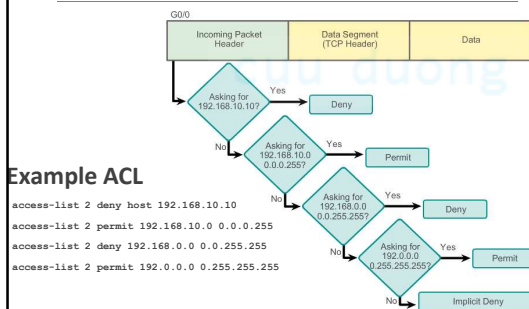 G0/0
Incoming Packet
Header
Data Segment
(TCP Header)
Data
cuu duong
Asking for
192.168.10.10?
Yes
Deny
No
Asking for
192.168.10.0
0.0.0.255?
Yes
Permit
No
Asking for
192.168.0.0
0.0.255.255?
Yes
Deny
No
Asking for
192.0.0.0
0.255.255.255?
Yes
Permit
No
Implicit Deny
Example ACL
access-list 2 deny host 192.168.10.10
access-list 2 permit 192.168.10.0 0.0.0.255
access-list 2 deny 192.168.0.0 0.0.255.255
access-list 2 permit 192.0.0.0 0.255.255.255